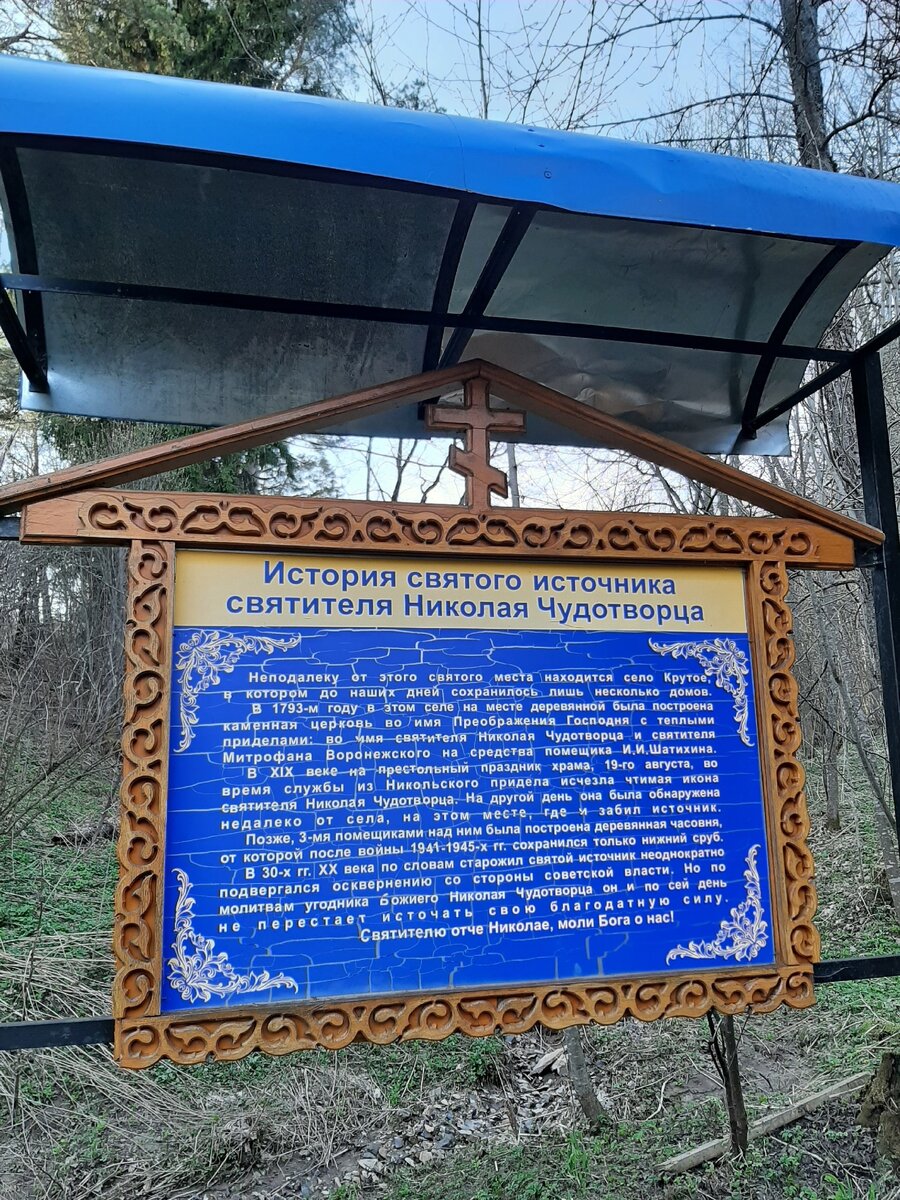 История святого источника
святителя Николая Чудотворца
Неподалеку от этого святого места находится село Крутое,
в котором до наших дней сохранилось лишь несколько домов.
В 1793-м году в этом селе на месте деревянной была построена
каменная церковь во имя Преображения Господня с теплыми
приделами: во имя святителя Николая Чудотворца и святителя
Митрофана Воронежского на средства помещика И.И.Шатихина.
В XIX веке на престольный праздник храма, 19-го августа, во
время службы из Никольского придела исчезла чтимая икона
святителя Николая Чудотворца. На другой день она была обнаружена
недалеко от села, на этом месте, где и забил источник.
Позже, 3-мя помещиками над ним была построена деревянная часовня,
от которой после войны 1941-1945-х гг. сохранился только нижний сруб.
В 30-х гг. XX века по словам старожил святой источник неоднократно
подвергался осквернению со стороны советской власти. Но по
молитвам угодника божиего Николая Чудотворца он и по сей день
не перестает источать свою благодатную силу.
Святителю отче Николае, моли Бога о нас!